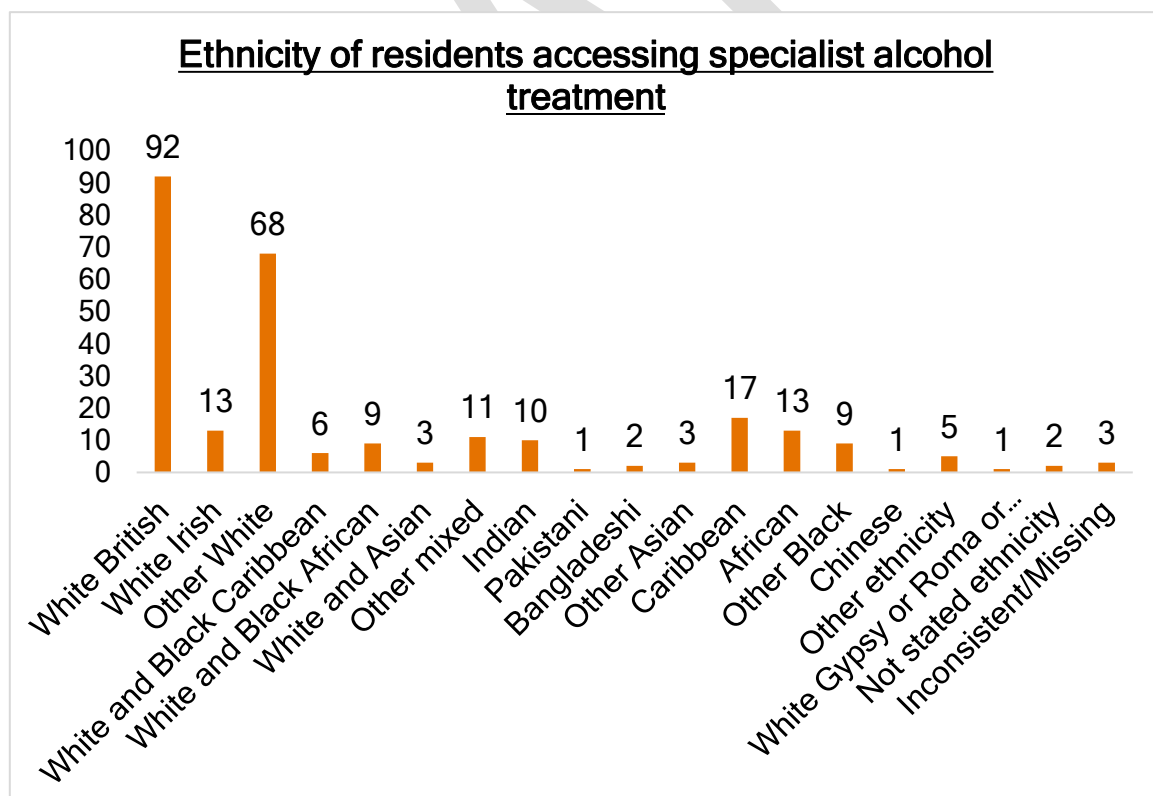 Ethnicity of residents accessing specialist alcohol
treatment
100
90
80
70
60
50
40
30
20
10
0
92
13
68
6
9
3
11
10
1
2
3
17
13
9
1
5
1
2
3
White British
White Irish
Other White
White and Black Caribbean
White and Black African
White and Asian
Other mixed
Indian
Pakistani
Bangladeshi
Other Asian
Caribbean
African
Other Black
Chinese
Other ethnicity
White Gypsy or Roma or...
Not stated ethnicity
Inconsistent/Missing